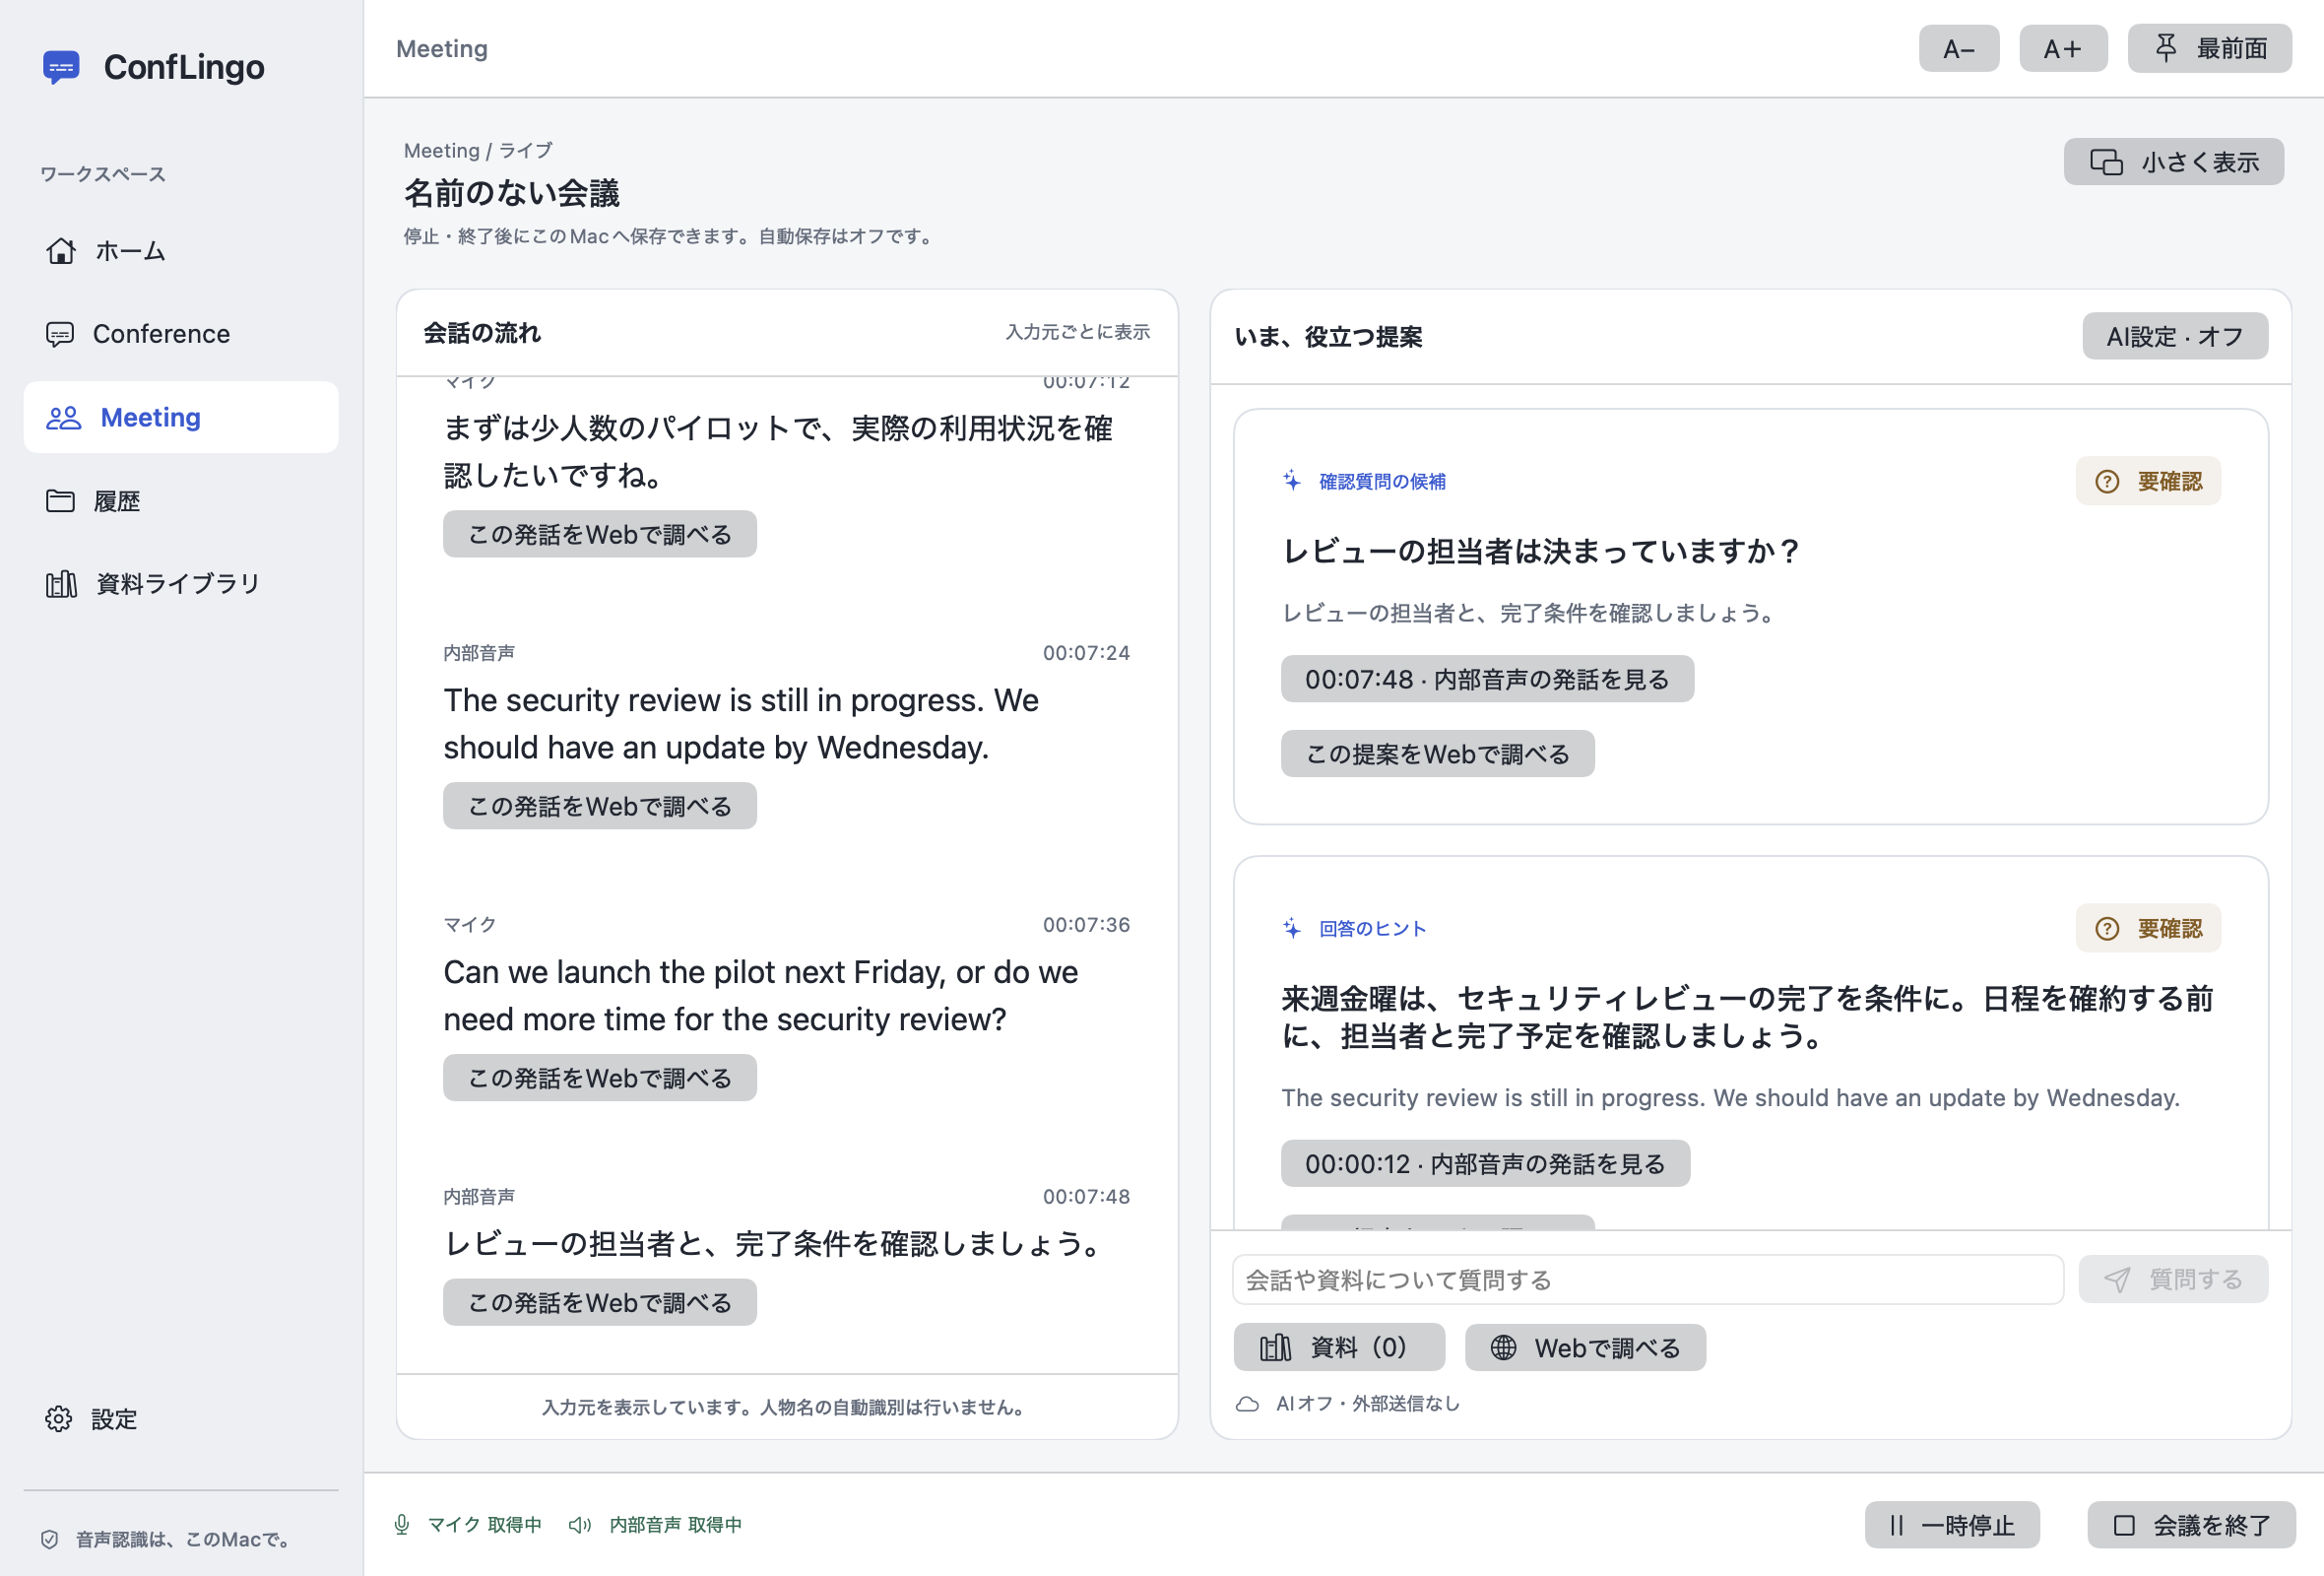 ConfLingo
ワークスペース
ホーム
Conference
Meeting
履歴
資料ライブラリ
設定
音声認識は、このMacで。
Meeting
A−
A+
最前面
Meeting / ライブ
名前のない会議
停止・終了後にこのMacへ保存できます。自動保存はオフです。
小さく表示
会話の流れ
入力元ごとに表示
マイク
00:07:12
まずは少人数のパイロットで、実際の利用状況を確
認したいですね。
この発話をWebで調べる
内部音声
00:07:24
The security review is still in progress. We
should have an update by Wednesday.
この発話をWebで調べる
マイク
00:07:36
Can we launch the pilot next Friday, or do we
need more time for the security review?
この発話をWebで調べる
内部音声
00:07:48
レビューの担当者と、完了条件を確認しましょう。
この発話をWebで調べる
入力元を表示しています。人物名の自動識別は行いません。
いま、役立つ提案
AI設定 · オフ
確認質問の候補
要確認
レビューの担当者は決まっていますか？
レビューの担当者と、完了条件を確認しましょう。
00:07:48 · 内部音声の発話を見る
この提案をWebで調べる
回答のヒント
要確認
来週金曜は、セキュリティレビューの完了を条件に。日程を確約する前
に、担当者と完了予定を確認しましょう。
The security review is still in progress. We should have an update by Wednesday.
00:00:12 · 内部音声の発話を見る
会話や資料について質問する
質問する
資料（0）
Webで調べる
AIオフ・外部送信なし
マイク 取得中
内部音声 取得中
一時停止
会議を終了